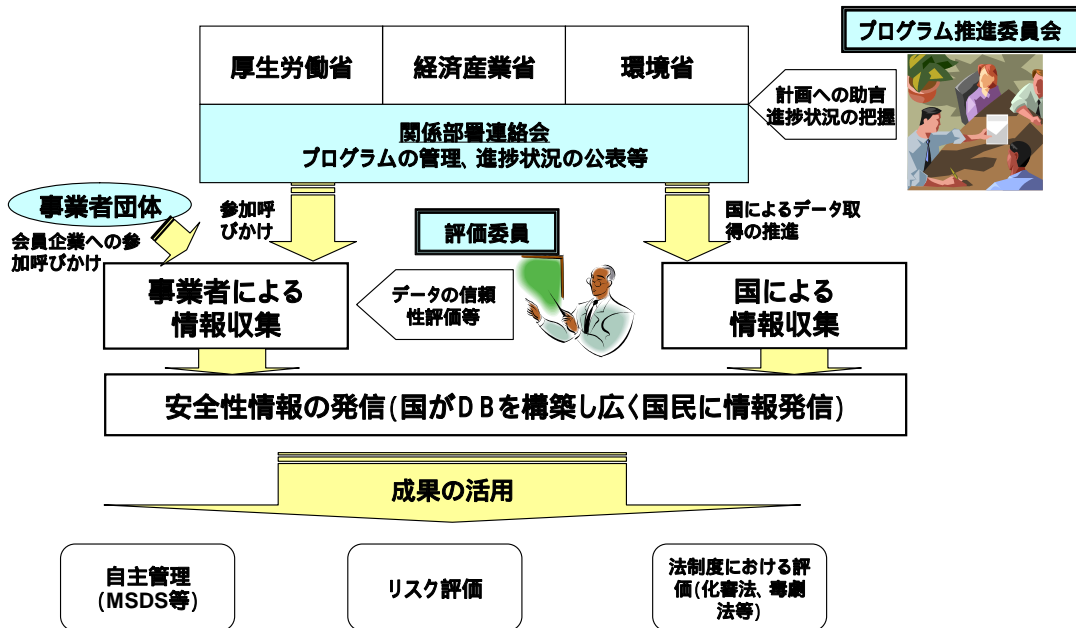 プログラム推進委員会
厚生労働省
経済産業省
環境省
計画への助言
進捗状況の把握
関係部署連絡会
プログラムの管理、進捗状況の公表等
事業者団体
会員企業への参
加呼びかけ
参加呼
びかけ
評価委員
国によるデータ取
得の推進
事業者による
情報収集
データの信頼
性評価等
国による
情報収集
安全性情報の発信(国がDBを構築し広く国民に情報発信)
成果の活用
自主管理
(MSDS等)
リスク評価
法制度における評
価(化審法、毒劇
法等)